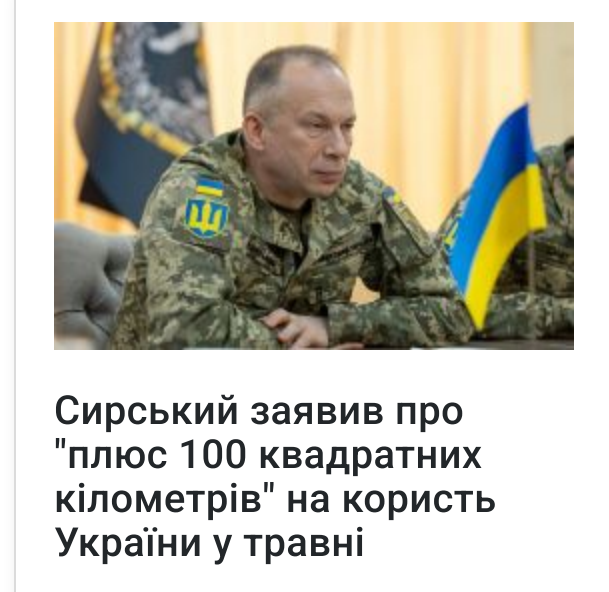 Сирський заявив про
"плюс 100 квадратних
кілометрів" на користь
України у травні